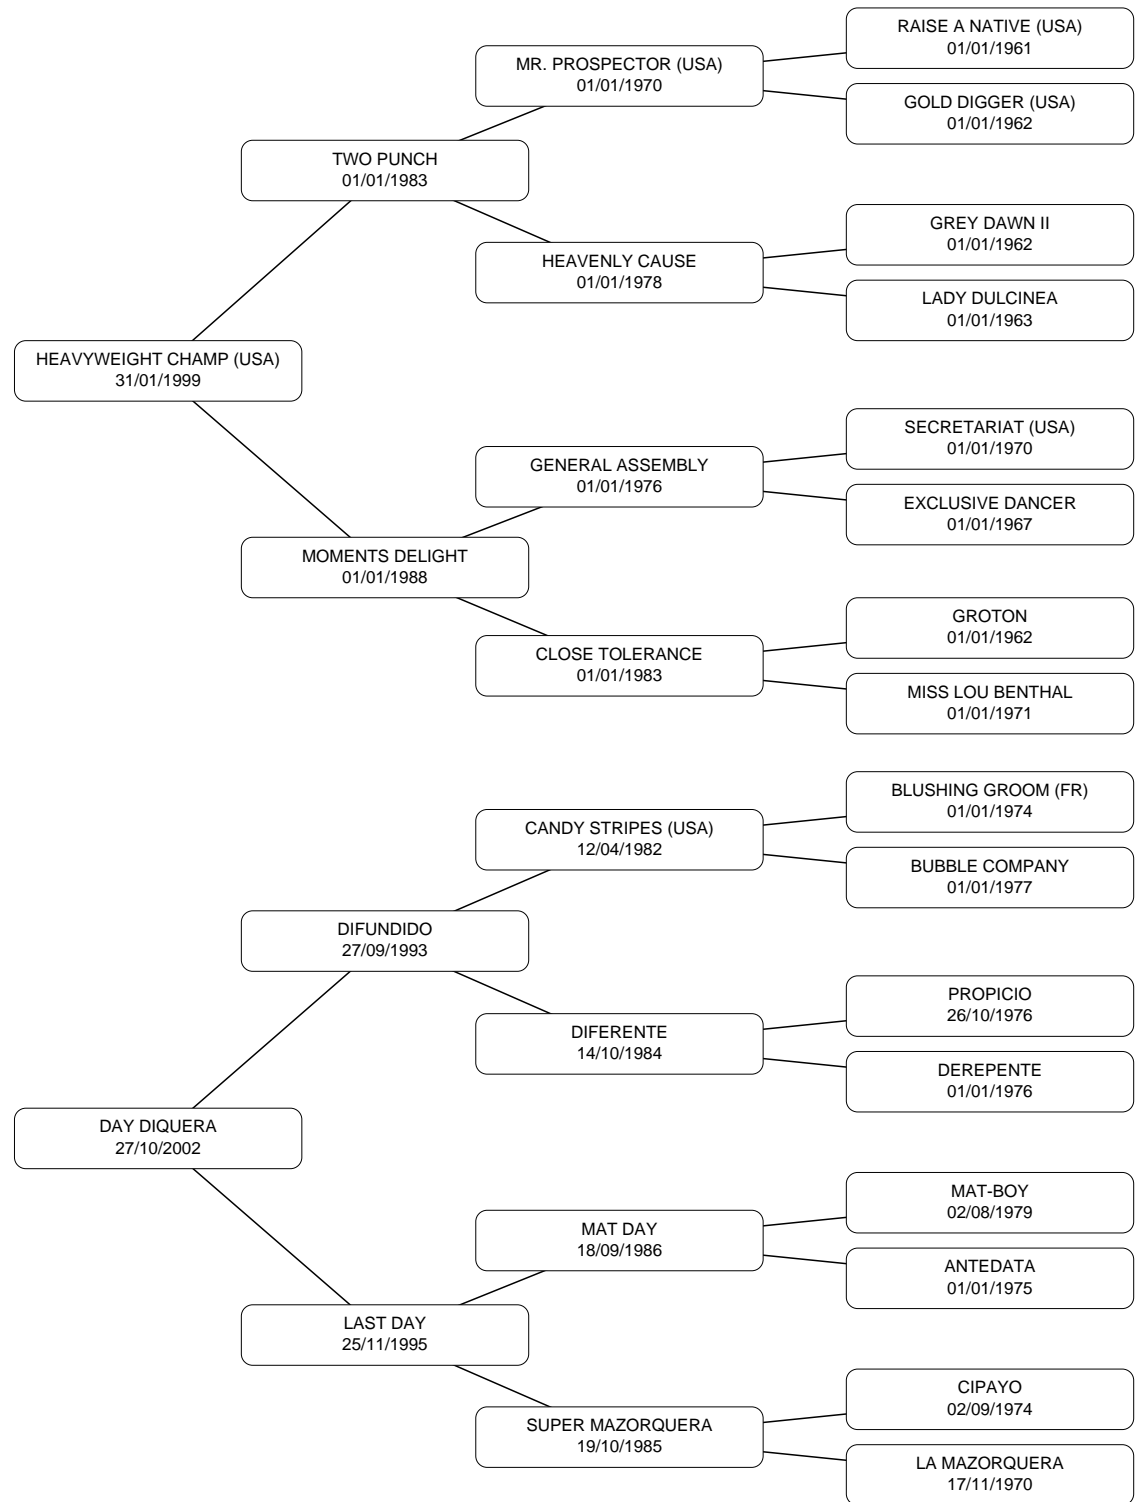 RAISE A NATIVE (USA)
01/01/1961
MR. PROSPECTOR (USA)
01/01/1970
GOLD DIGGER (USA)
01/01/1962
TWO PUNCH
01/01/1983
GREY DAWN II
01/01/1962
HEAVENLY CAUSE
01/01/1978
LADY DULCINEA
01/01/1963
HEAVYWEIGHT CHAMP (USA)
31/01/1999
SECRETARIAT (USA)
01/01/1970
GENERAL ASSEMBLY
01/01/1976
EXCLUSIVE DANCER
01/01/1967
MOMENTS DELIGHT
01/01/1988
GROTON
01/01/1962
CLOSE TOLERANCE
01/01/1983
MISS LOU BENTHAL
01/01/1971
BLUSHING GROOM (FR)
01/01/1974
CANDY STRIPES (USA)
12/04/1982
BUBBLE COMPANY
01/01/1977
DIFUNDIDO
27/09/1993
PROPICIO
26/10/1976
DIFERENTE
14/10/1984
DEREPENTE
01/01/1976
DAY DIQUERA
27/10/2002
MAT-BOY
02/08/1979
MAT DAY
18/09/1986
ANTEDATA
01/01/1975
LAST DAY
25/11/1995
CIPAYO
02/09/1974
SUPER MAZORQUERA
19/10/1985
LA MAZORQUERA
17/11/1970